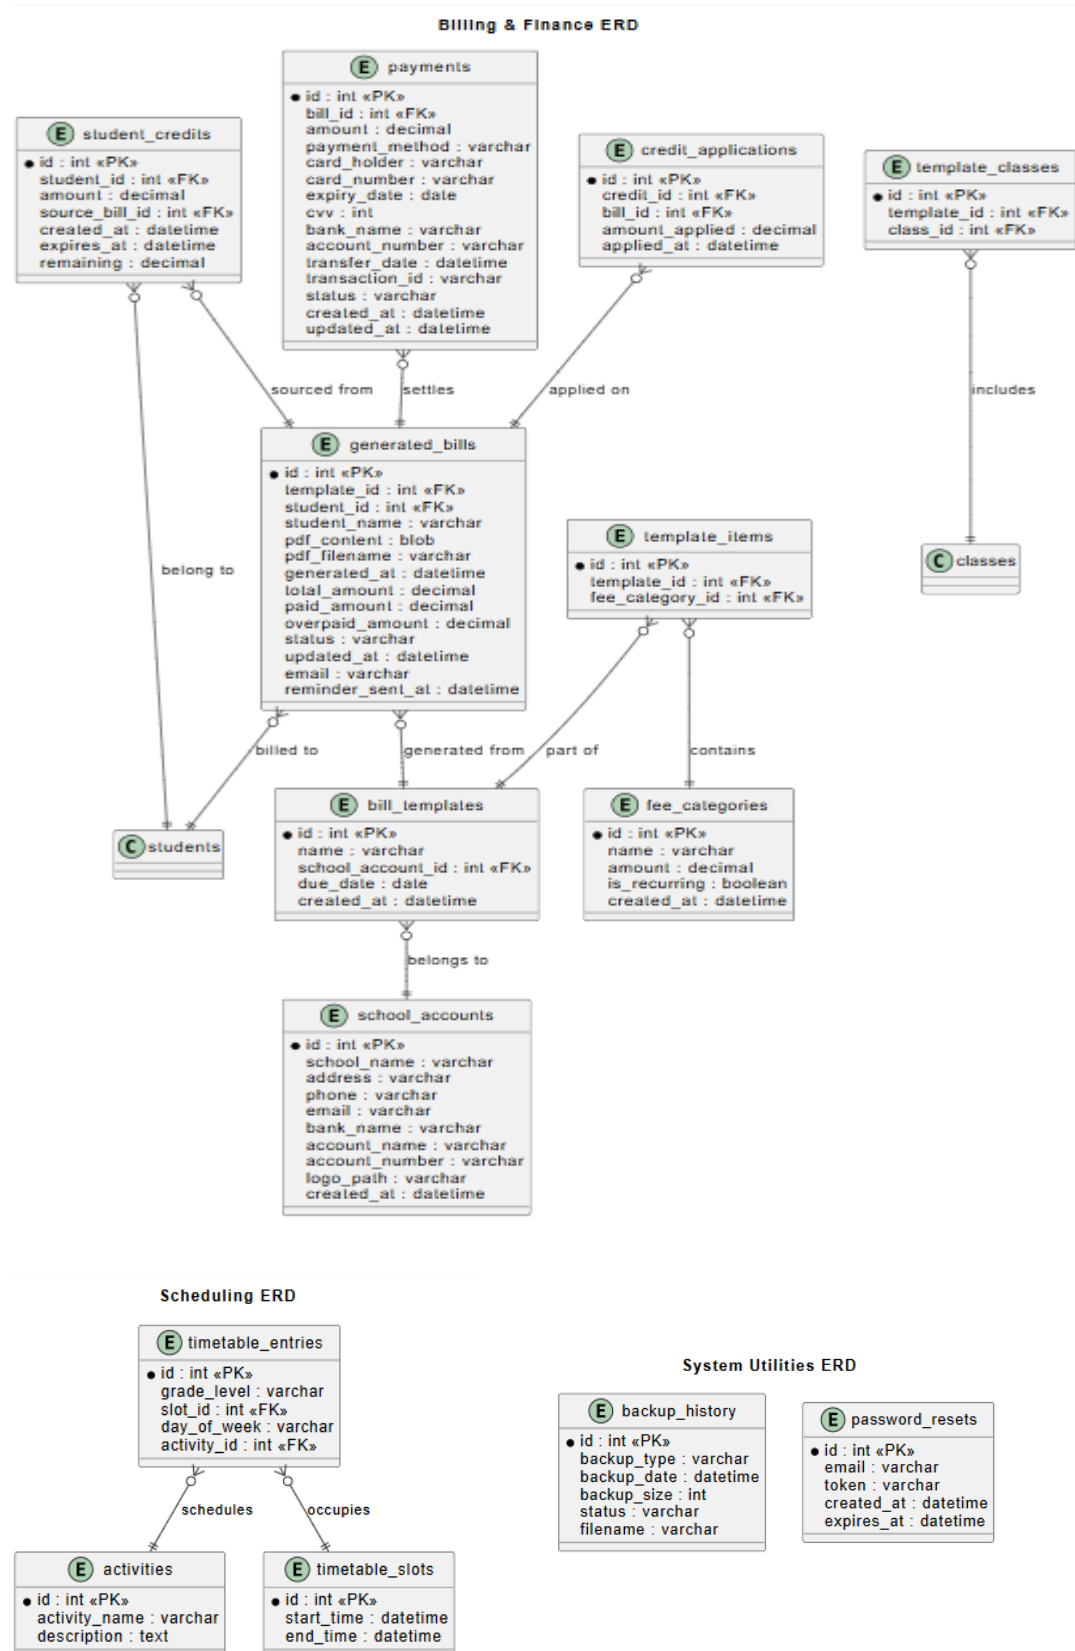 Billing & Finance ERD
E payments
id : int «PK»
bill_id : int «FK»
amount : decimal
payment_method : varchar
card_holder : varchar
card_number : varchar
expiry_date : date
cvv : int
bank_name : varchar
account_number : varchar
transfer_date : datetime
transaction_id : varchar
status : varchar
created_at : datetime
updated_at : datetime
E student_credits
id : int «PK»
student_id : int «FK»
amount : decimal
source_bill_id : int «FK»
created_at : datetime
expires_at : datetime
remaining : decimal
E credit_applications
id : int «PK»
credit_id : int «FK»
bill_id : int «FK»
amount_applied : decimal
applied_at : datetime
E template_classes
id : int «PK»
template_id : int «FK»
class_id : int «FK»
sourced from
settles
applied on
includes
E generated_bills
id : int «PK»
template_id : int «FK»
student_id : int «FK»
student_name : varchar
pdf_content : blob
pdf_filename : varchar
generated_at : datetime
total_amount : decimal
paid_amount : decimal
overpaid_amount : decimal
status : varchar
updated_at : datetime
email : varchar
reminder_sent_at : datetime
belong to
E template_items
id : int «PK»
template_id : int «FK»
fee_category_id : int «FK»
C classes
billed to
generated from
part of
contains
C students
E bill_templates
id : int «PK»
name : varchar
school_account_id : int «FK»
due_date : date
created_at : datetime
E fee_categories
id : int «PK»
name : varchar
amount : decimal
is_recurring : boolean
created_at : datetime
belongs to
E school_accounts
id : int «PK»
school_name : varchar
address : varchar
phone : varchar
email : varchar
bank_name : varchar
account_name : varchar
account_number : varchar
logo_path : varchar
created_at : datetime
Scheduling ERD
E timetable_entries
id : int «PK»
grade_level : varchar
slot_id : int «FK»
day_of_week : varchar
activity_id : int «FK»
schedules
occupies
E activities
id : int «PK»
activity_name : varchar
description : text
E timetable_slots
id : int «PK»
start_time : datetime
end_time : datetime
System Utilities ERD
E backup_history
id : int «PK»
backup_type : varchar
backup_date : datetime
backup_size : int
status : varchar
filename : varchar
E password_resets
id : int «PK»
email : varchar
token : varchar
created_at : datetime
expires_at : datetime